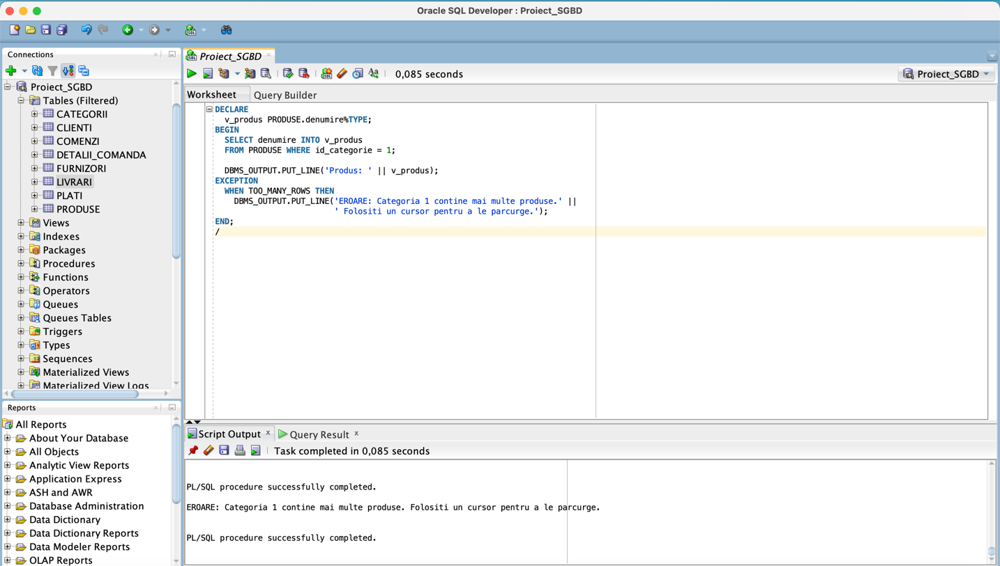 Oracle SQL Developer : Proiect_SGBD
Connections
Proiect_SGBD
Tables (Filtered)
CATEGORII
CLIENTI
COMENZI
DETALII_COMANDA
FURNIZORI
LIVRARI
PLATI
PRODUSE
Views
Indexes
Packages
Procedures
Functions
Operators
Queues
Queues Tables
Triggers
Types
Sequences
Materialized Views
Materialized View Logs
Reports
All Reports
About Your Database
All Objects
Analytic View Reports
Application Express
ASH and AWR
Database Administration
Data Dictionary
Data Dictionary Reports
Data Modeler Reports
OLAP Reports
Proiect_SGBD
0,085 seconds
Proiect_SGBD
Worksheet Query Builder
DECLARE
v_produs PRODUSE.denumire%TYPE;
BEGIN
SELECT denumire INTO v_produs
FROM PRODUSE WHERE id_categorie = 1;
DBMS_OUTPUT.PUT_LINE('Produs: ' || v_produs);
EXCEPTION
WHEN TOO_MANY_ROWS THEN
DBMS_OUTPUT.PUT_LINE('EROARE: Categoria 1 contine mai multe produse.' ||
' Folositi un cursor pentru a le parcurge.');
END;
/
Script Output Query Result
Task completed in 0,085 seconds
PL/SQL procedure successfully completed.
EROARE: Categoria 1 contine mai multe produse. Folositi un cursor pentru a le parcurge.
PL/SQL procedure successfully completed.